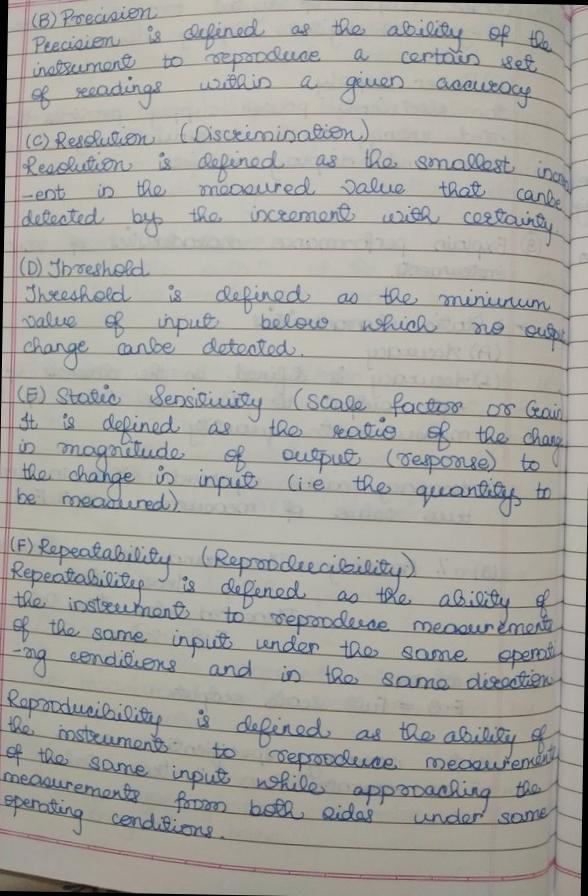 (B) Precision
Precision is defined as the ability of the
instrument to reproduce a certain set
of readings within a given accuracy
(C) Resolution (Discrimination)
Resolution is defined as the smallest increm
-ent in the measured value that canbe
detected by the increment with certainty.
(D) Threshold
Threshold is defined as the minimum
value of input below which no output
change canbe detected.
(E) Static Sensitivity (Scale factor or Gain
It is defined as the ratio of the change
in magnitude of output (response) to
the change in input (i.e the quantity to
be measured)
(F) Repeatability (Reproducibility)
Repeatability is defined as the ability of
the instrument to reproduce measurements
of the same input under the same operati
-ng conditions and in the same direction
Reproducibility is defined as the ability of
the instruments to reproduce measurement
of the same input while approaching the
measurements from both sides under same
operating conditions.